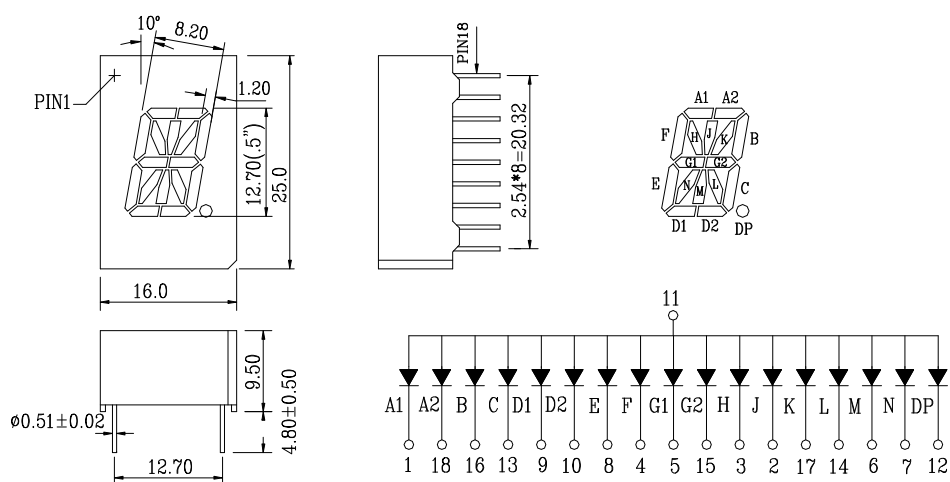 10°
8.20
1.20
PIN1
12.70(.5")
25.0
16.0
PIN18
2.54*8=20.32
A1 A2
F H J K B
G1 G2
E N M L C
D1 D2 DP
9.50
4.80±0.50
ø0.51±0.02
12.70
11
A1 A2 B C D1 D2 E F G1 G2 H J K L M N DP
1 18 16 13 9 10 8 4 5 15 3 2 17 14 6 7 12